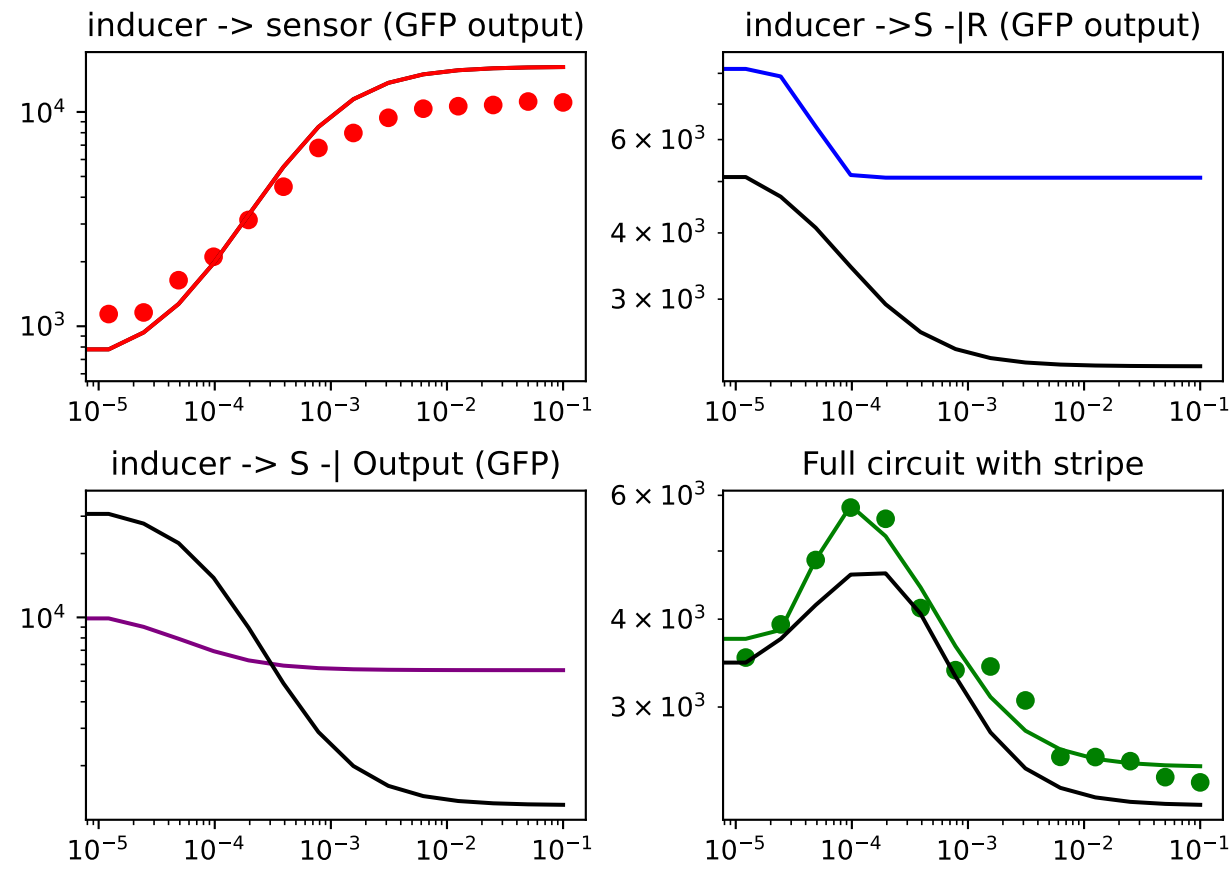 inducer -> sensor (GFP output)
inducer ->S -|R (GFP output)
10⁴
10³
6 × 10³
4 × 10³
3 × 10³
10⁻⁵ 10⁻⁴ 10⁻³ 10⁻² 10⁻¹
10⁻⁵ 10⁻⁴ 10⁻³ 10⁻² 10⁻¹
inducer -> S -| Output (GFP)
Full circuit with stripe
10⁴
6 × 10³
4 × 10³
3 × 10³
10⁻⁵ 10⁻⁴ 10⁻³ 10⁻² 10⁻¹
10⁻⁵ 10⁻⁴ 10⁻³ 10⁻² 10⁻¹